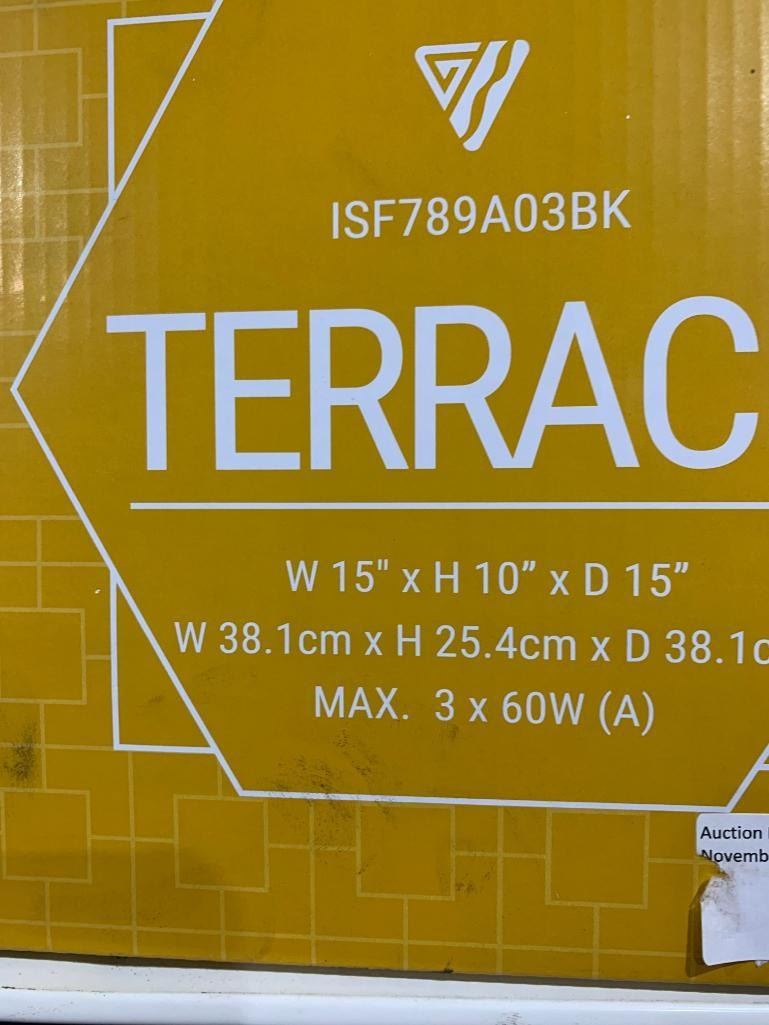 ISF789A03BK
TERRAC
W 15" x H 10” x D 15”
W 38.1cm x H 25.4cm x D 38.1c
MAX. 3 x 60W (A)
Auction
Novemb